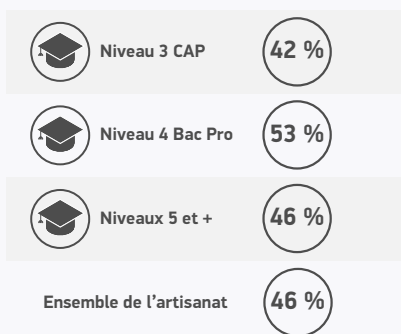 Niveau 3 CAP 42 %
Niveau 4 Bac Pro 53 %
Niveaux 5 et + 46 %
Ensemble de l’artisanat 46 %